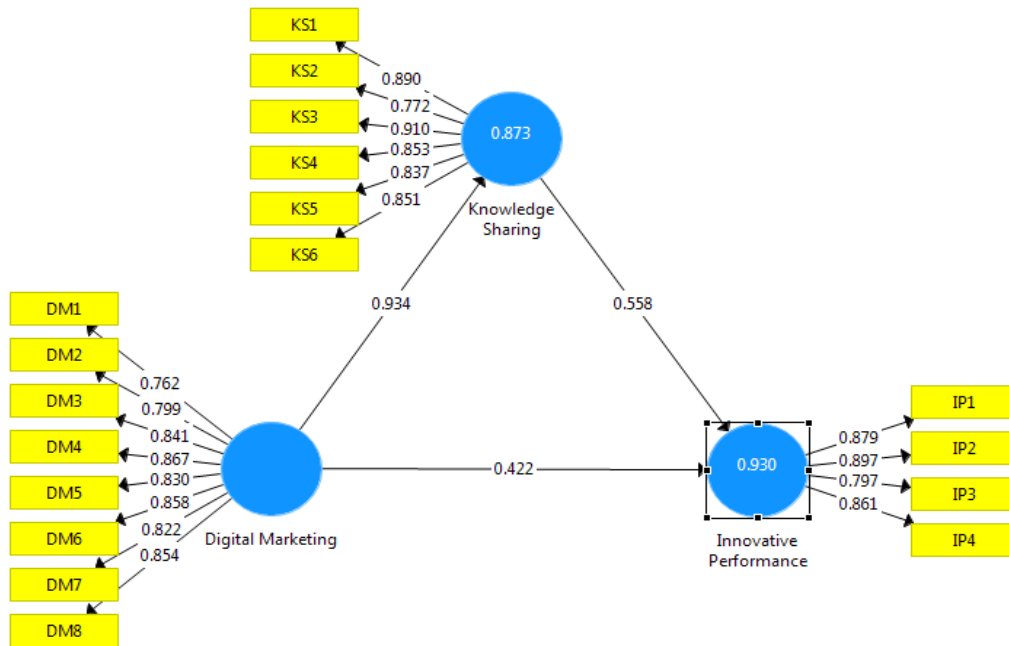 KS1
KS2
KS3
KS4
KS5
KS6
0.890
0.772
0.910
0.853
0.837
0.851
0.873
Knowledge
Sharing
0.934
0.558
DM1
DM2
DM3
DM4
DM5
DM6
DM7
DM8
0.762
0.799
0.841
0.867
0.830
0.858
0.822
0.854
Digital Marketing
0.422
0.930
Innovative
Performance
0.879
0.897
0.797
0.861
IP1
IP2
IP3
IP4